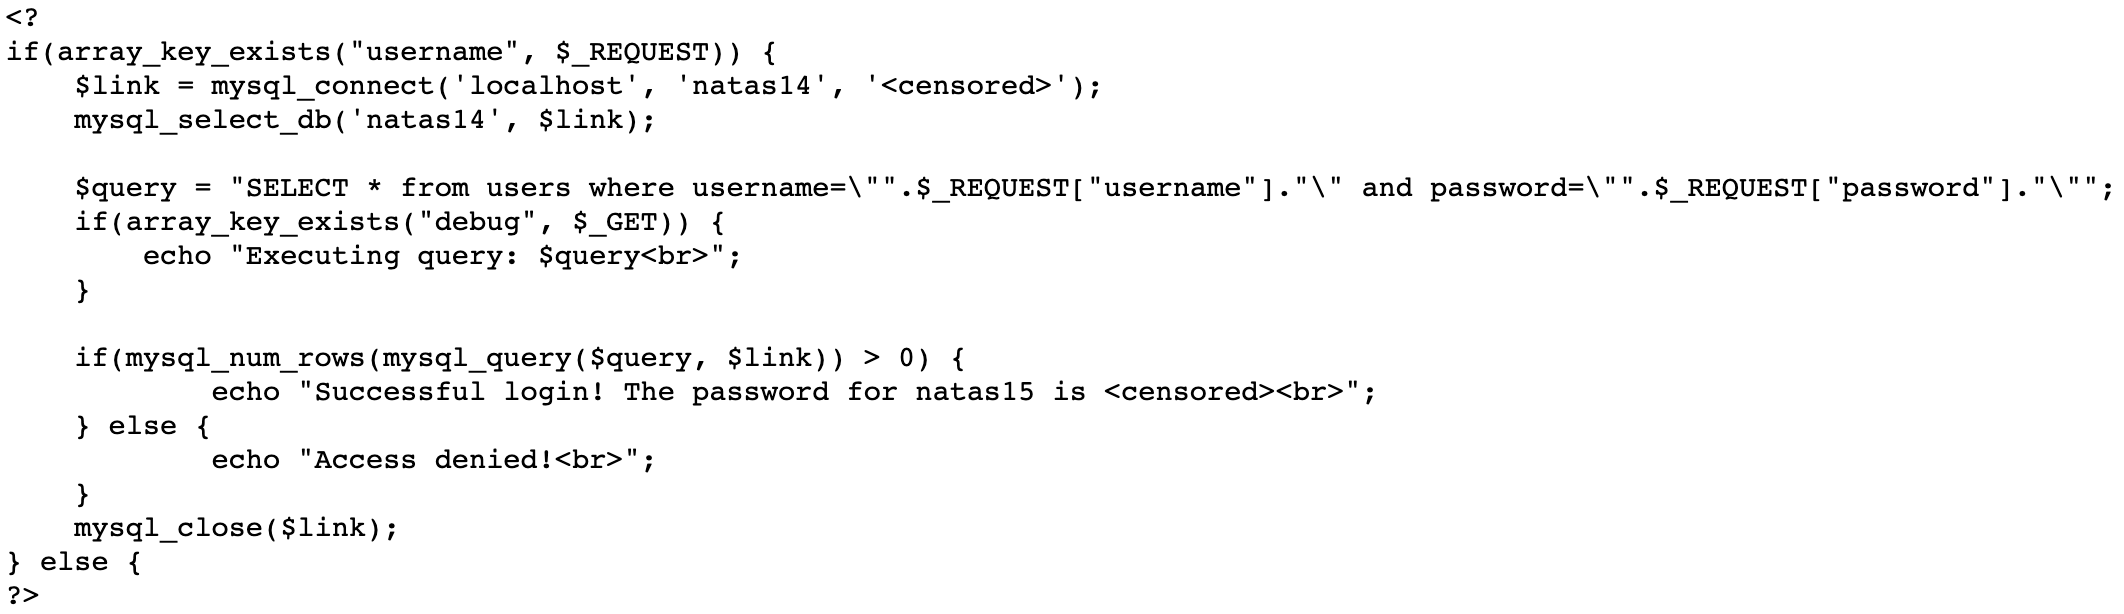 <?
if(array_key_exists("username", $_REQUEST)) {
    $link = mysql_connect('localhost', 'natas14', '<censored>');
    mysql_select_db('natas14', $link);

    $query = "SELECT * from users where username=\"".$_REQUEST["username"]."\" and password=\"".$_REQUEST["password"]."\"";
    if(array_key_exists("debug", $_GET)) {
        echo "Executing query: $query<br>";
    }

    if(mysql_num_rows(mysql_query($query, $link)) > 0) {
            echo "Successful login! The password for natas15 is <censored><br>";
    } else {
            echo "Access denied!<br>";
    }
    mysql_close($link);
} else {
?>